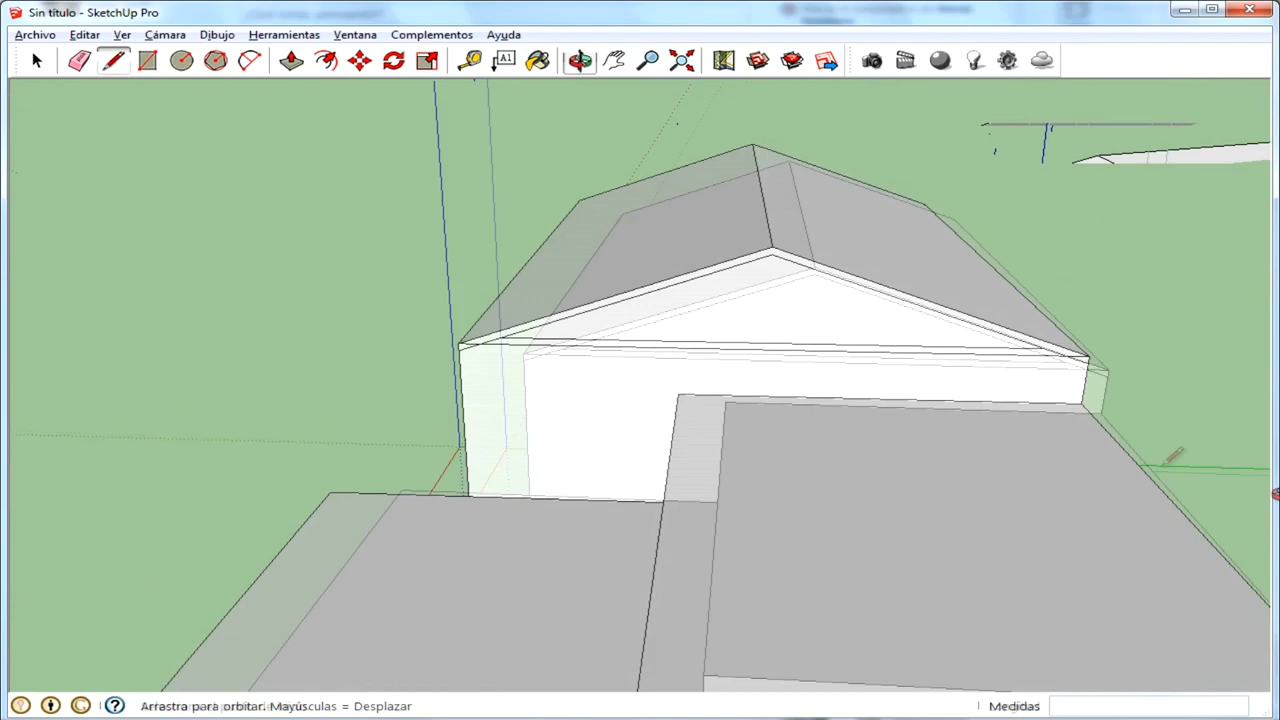 Sin título - SketchUp Pro
Archivo Editar Ver Cámara Dibujo Herramientas Ventana Complementos Ayuda
A1
Arrastra para orbitar. Mayúsculas = Desplazar
Medidas